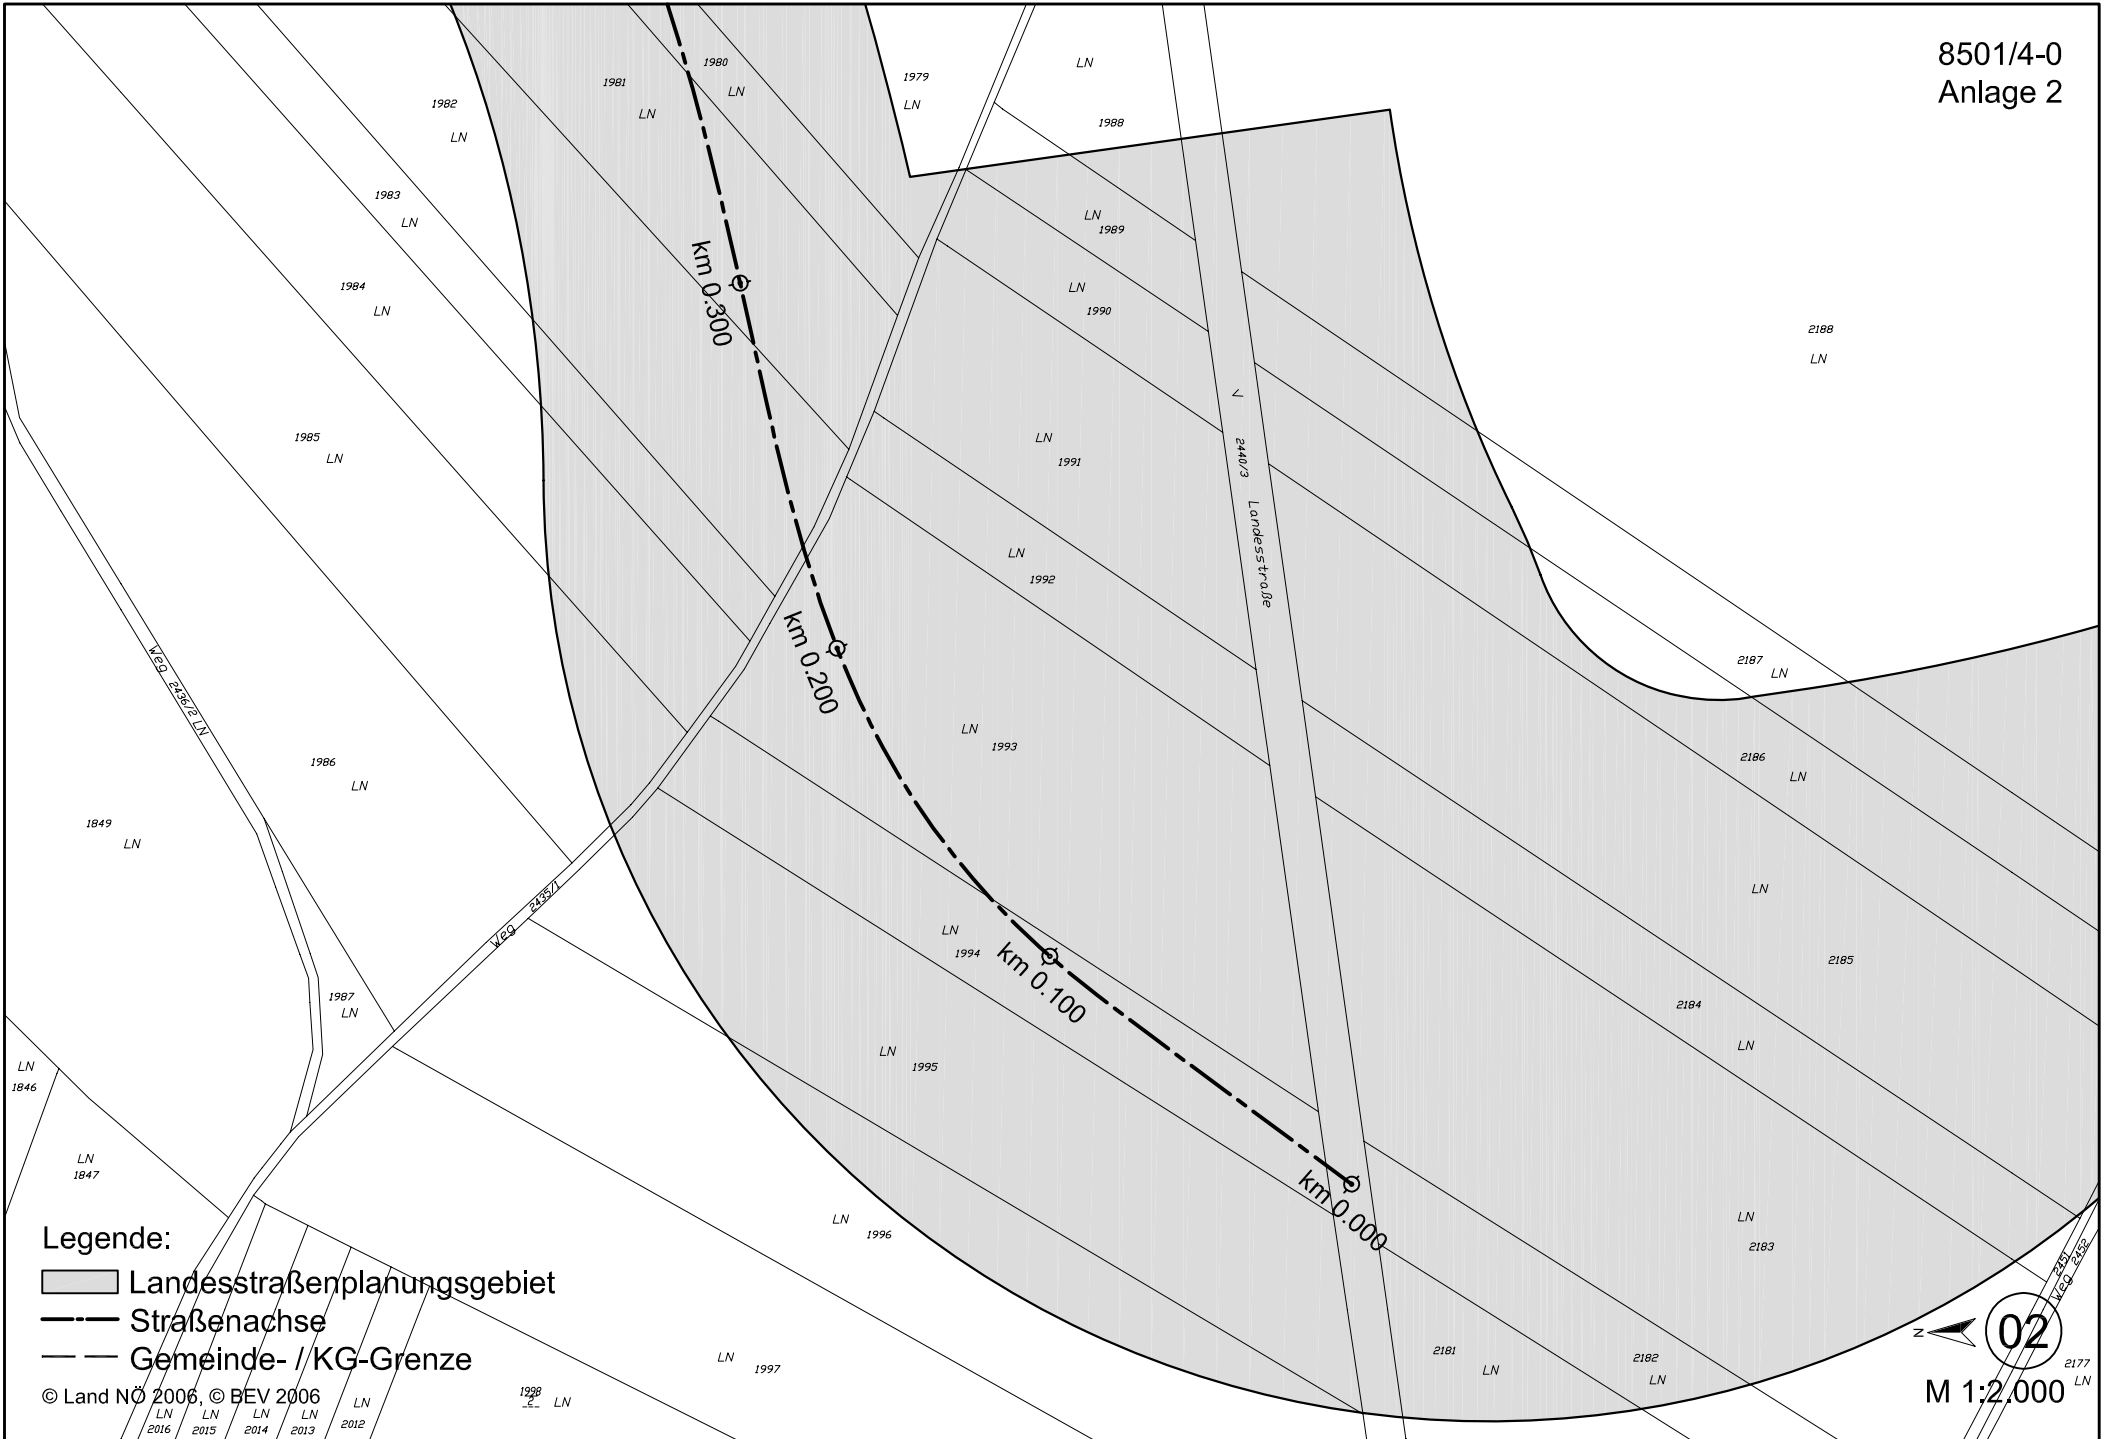 8501/4-0
Anlage 2
1980
LN
1981
LN
1979
LN
LN
1988
1982
LN
1983
LN
LN
1989
km 0.300
1984
LN
LN
1990
2188
LN
V
2440/3
Landesstraße
1985
LN
LN
1991
LN
1992
km 0.200
Weg 2436/2 LN
2187
LN
LN
1993
1986
LN
2186
LN
1849
LN
LN
Weg 2435/1
LN
1994
km 0.100
2185
1987
LN
2184
LN
LN
1846
LN
1995
LN
1847
km 0.000
LN
1996
LN
2183
2451
Weg 2452
Legende:
Landesstraßenplanungsgebiet
Straßenachse
Gemeinde- / KG-Grenze
© Land NÖ 2006, © BEV 2006
LN
2016
LN
2015
LN
2014
LN
2013
LN
2012
1998
2
LN
LN
1997
2181
LN
2182
LN
N
02
2177
LN
M 1:2.000